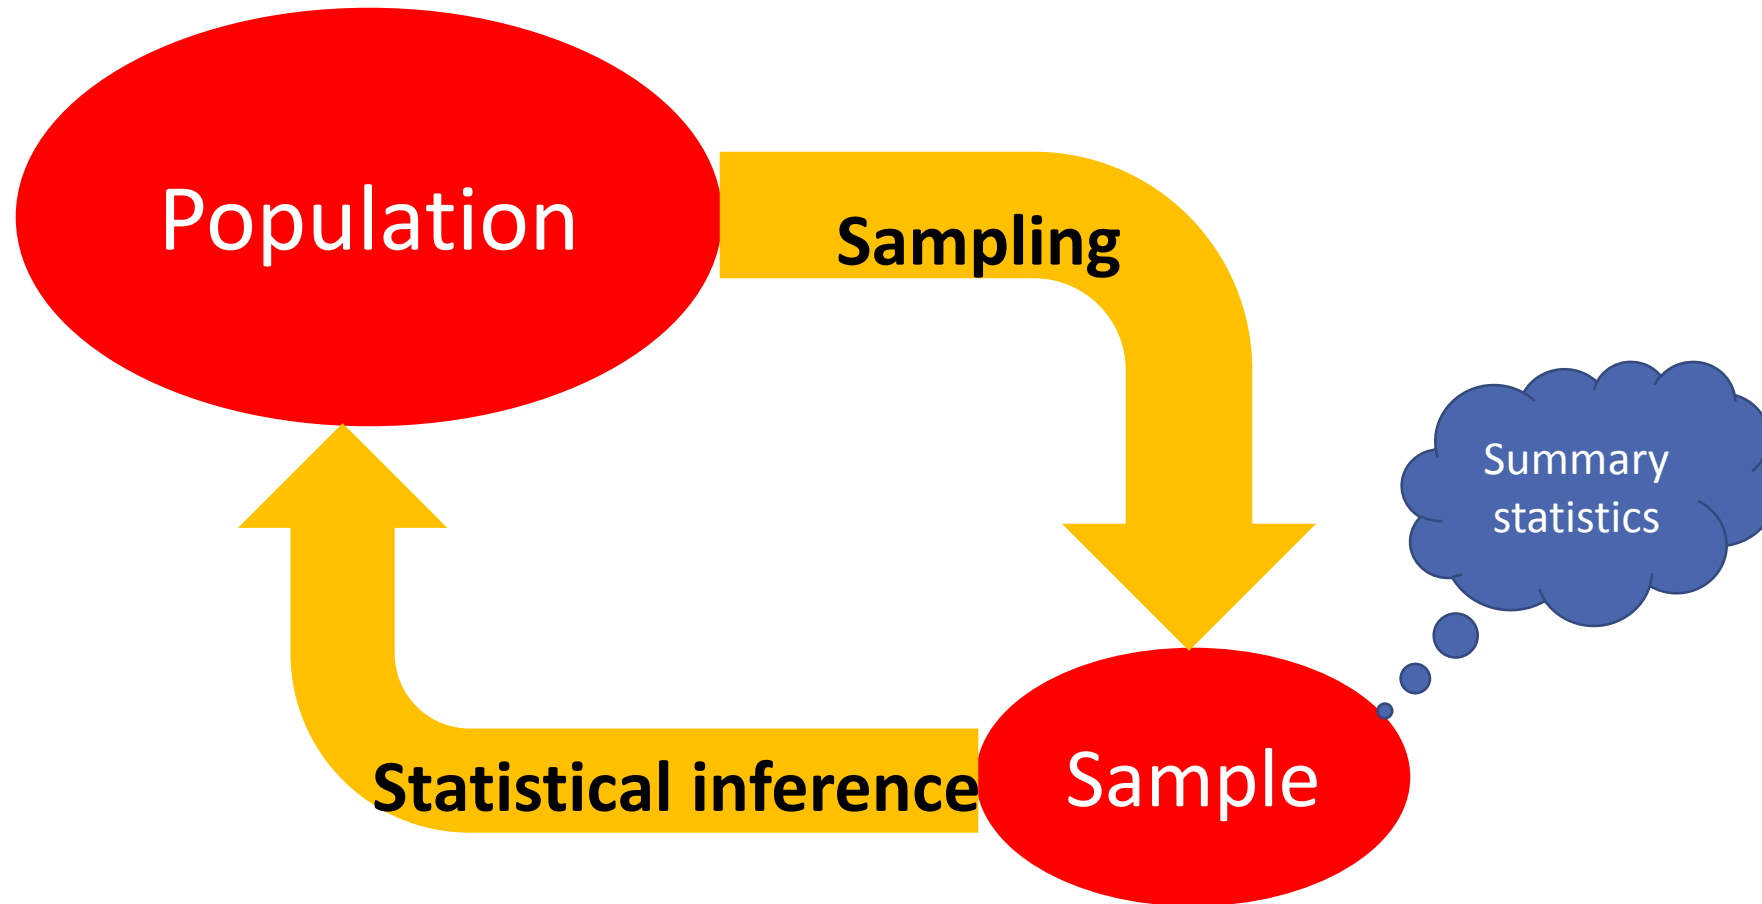 Population
Sampling
Summary
statistics
Statistical inference
Sample